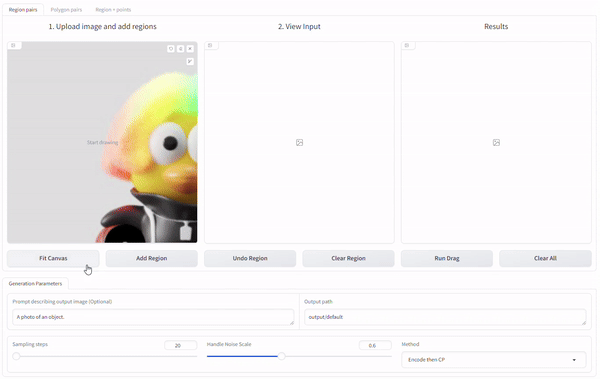 Region pairs Polygon pairs Region + points
1. Upload image and add regions 2. View Input Results
Start drawing
Fit Canvas Add Region Undo Region Clear Region Run Drag Clear All
Generation Parameters
Prompt describing output image (Optional) Output path
A photo of an object. output/default
Sampling steps 20 Handle Noise Scale 0.6 Method
Encode then CP